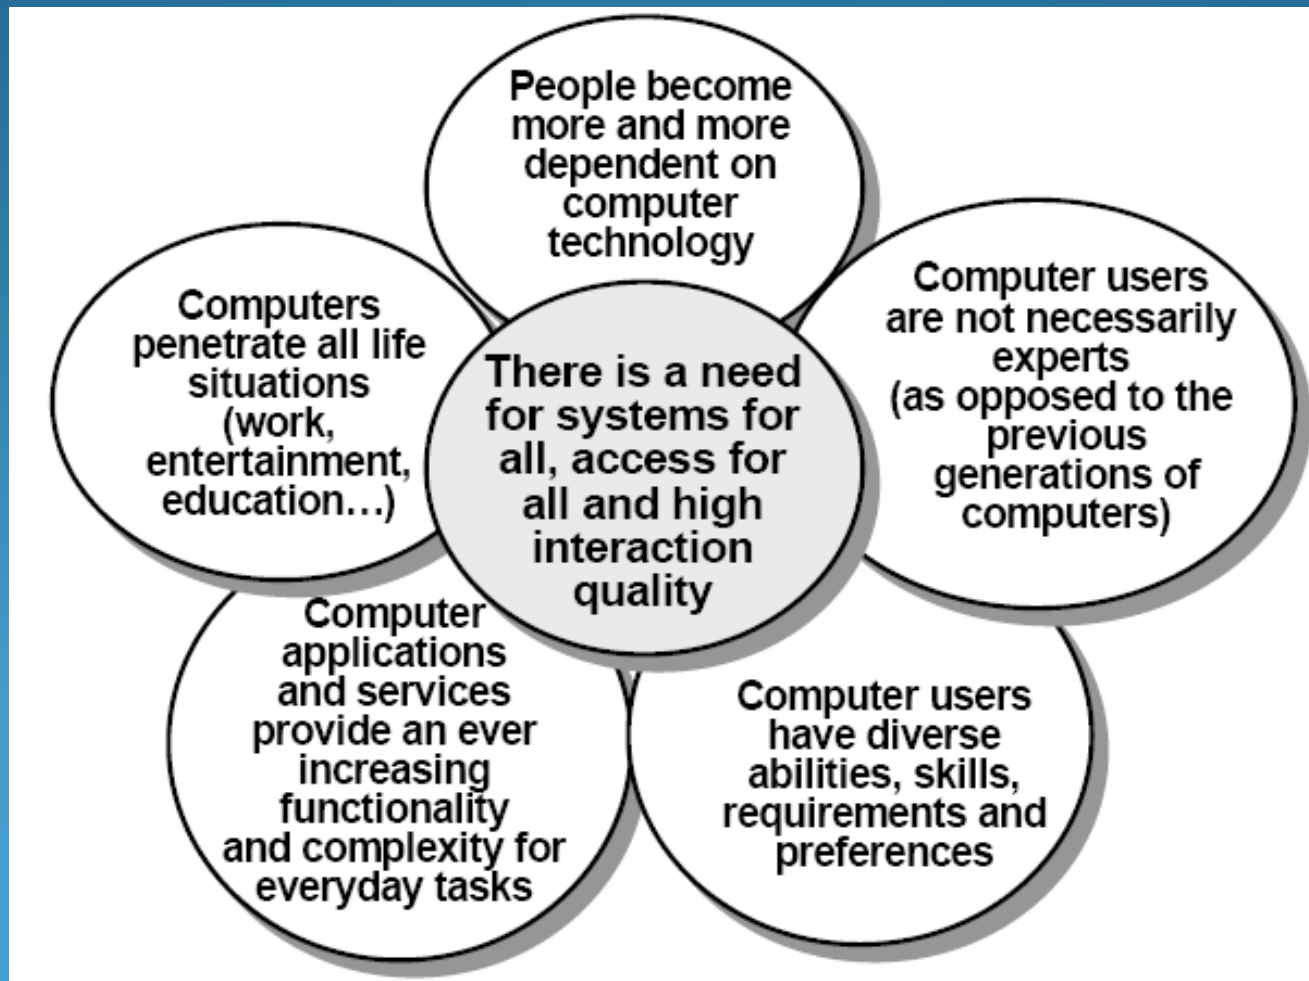 People become
more and more
dependent on
computer
technology
Computers
penetrate all life
situations
(work,
entertainment,
education...)
There is a need
for systems for
all, access for
all and high
interaction
quality
Computer users
are not necessarily
experts
(as opposed to the
previous
generations of
computers)
Computer
applications
and services
provide an ever
increasing
functionality
and complexity for
everyday tasks
Computer users
have diverse
abilities, skills,
requirements and
preferences